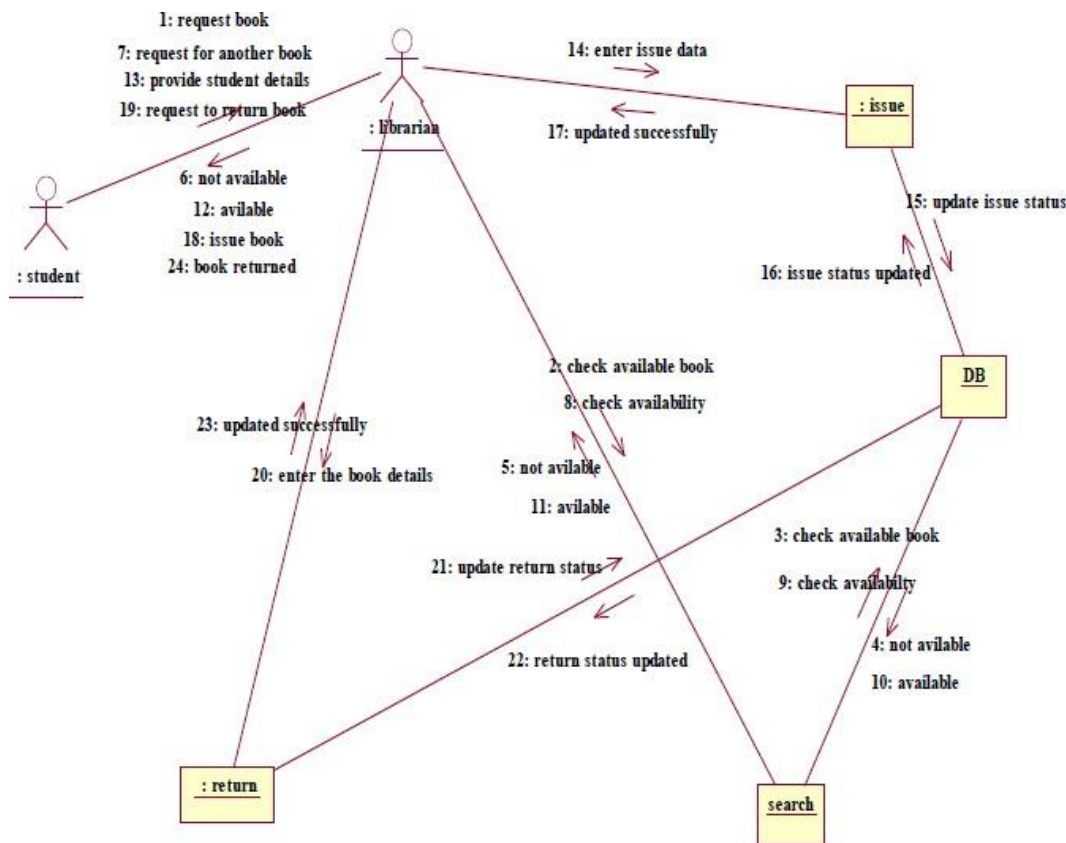 1: request book
7: request for another book
13: provide student details
19: request to return book
: librarian
14: enter issue data
17: updated successfully
: issue
6: not available
12: avilable
18: issue book
24: book returned
: student
15: update issue status
16: issue status updated
DB
2: check available book
8: check availability
23: updated successfully
20: enter the book details
5: not avilable
11: avilable
3: check available book
9: check availabilty
21: update return status
22: return status updated
4: not avilable
10: available
: return
search